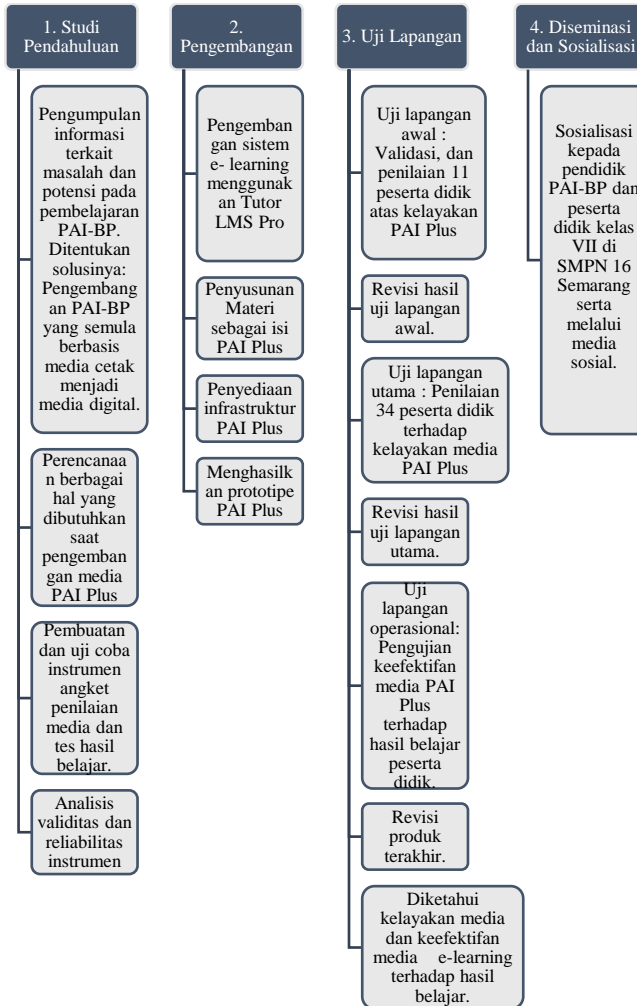 1. Studi
Pendahuluan
Pengumpulan
informasi
terkait
masalah dan
potensi pada
pembelajaran
PAI-BP.
Ditentukan
solusinya:
Pengembang
an PAI-BP
yang semula
berbasis
media cetak
menjadi
media digital.
Perencanaa
n berbagai
hal yang
dibutuhkan
saat
pengemban
gan media
PAI Plus
Pembuatan
dan uji coba
instrumen
angket
penilaian
media dan
tes hasil
belajar.
Analisis
validitas dan
reliabilitas
instrumen
2.
Pengembangan
Pengemban
gan sistem
e- learning
menggunak
an Tutor
LMS Pro
Penyusunan
Materi
sebagai isi
PAI Plus
Penyediaan
infrastruktur
PAI Plus
Menghasilk
an prototipe
PAI Plus
3. Uji Lapangan
Uji lapangan
awal :
Validasi, dan
penilaian 11
peserta didik
atas kelayakan
PAI Plus
Revisi hasil
uji lapangan
awal.
Uji lapangan
utama : Penilaian
34 peserta didik
terhadap
kelayakan media
PAI Plus
Revisi hasil
uji lapangan
utama.
Uji
lapangan
operasional:
Pengujian
keefektifan
media PAI
Plus
terhadap
hasil belajar
peserta
didik.
Revisi
produk
terakhir.
Diketahui
kelayakan media
dan keefektifan
media e-learning
terhadap hasil
belajar.
4. Diseminasi
dan Sosialisasi
Sosialisasi
kepada
pendidik
PAI-BP dan
peserta
didik kelas
VII di
SMPN 16
Semarang
serta
melalui
media
sosial.